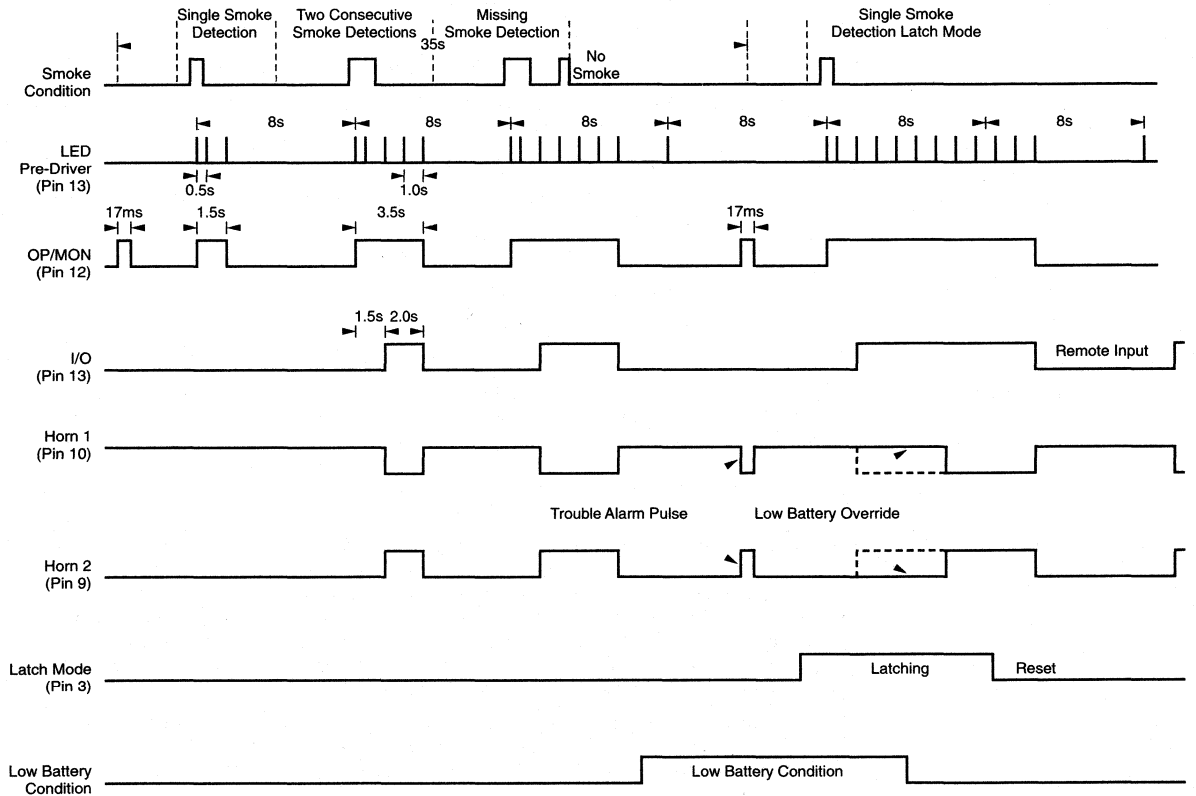 Single Smoke
Detection
Two Consecutive
Smoke Detections
Missing
Smoke Detection
Single Smoke
Detection Latch Mode
35s
No
Smoke
Smoke
Condition
8s 8s 8s 8s 8s 8s
LED
Pre-Driver
(Pin 13)
0.5s 1.0s
17ms 1.5s 3.5s 17ms
OP/MON
(Pin 12)
1.5s 2.0s
I/O
(Pin 13)
Remote Input
Horn 1
(Pin 10)
Trouble Alarm Pulse Low Battery Override
Horn 2
(Pin 9)
Latch Mode
(Pin 3)
Latching Reset
Low Battery
Condition
Low Battery Condition